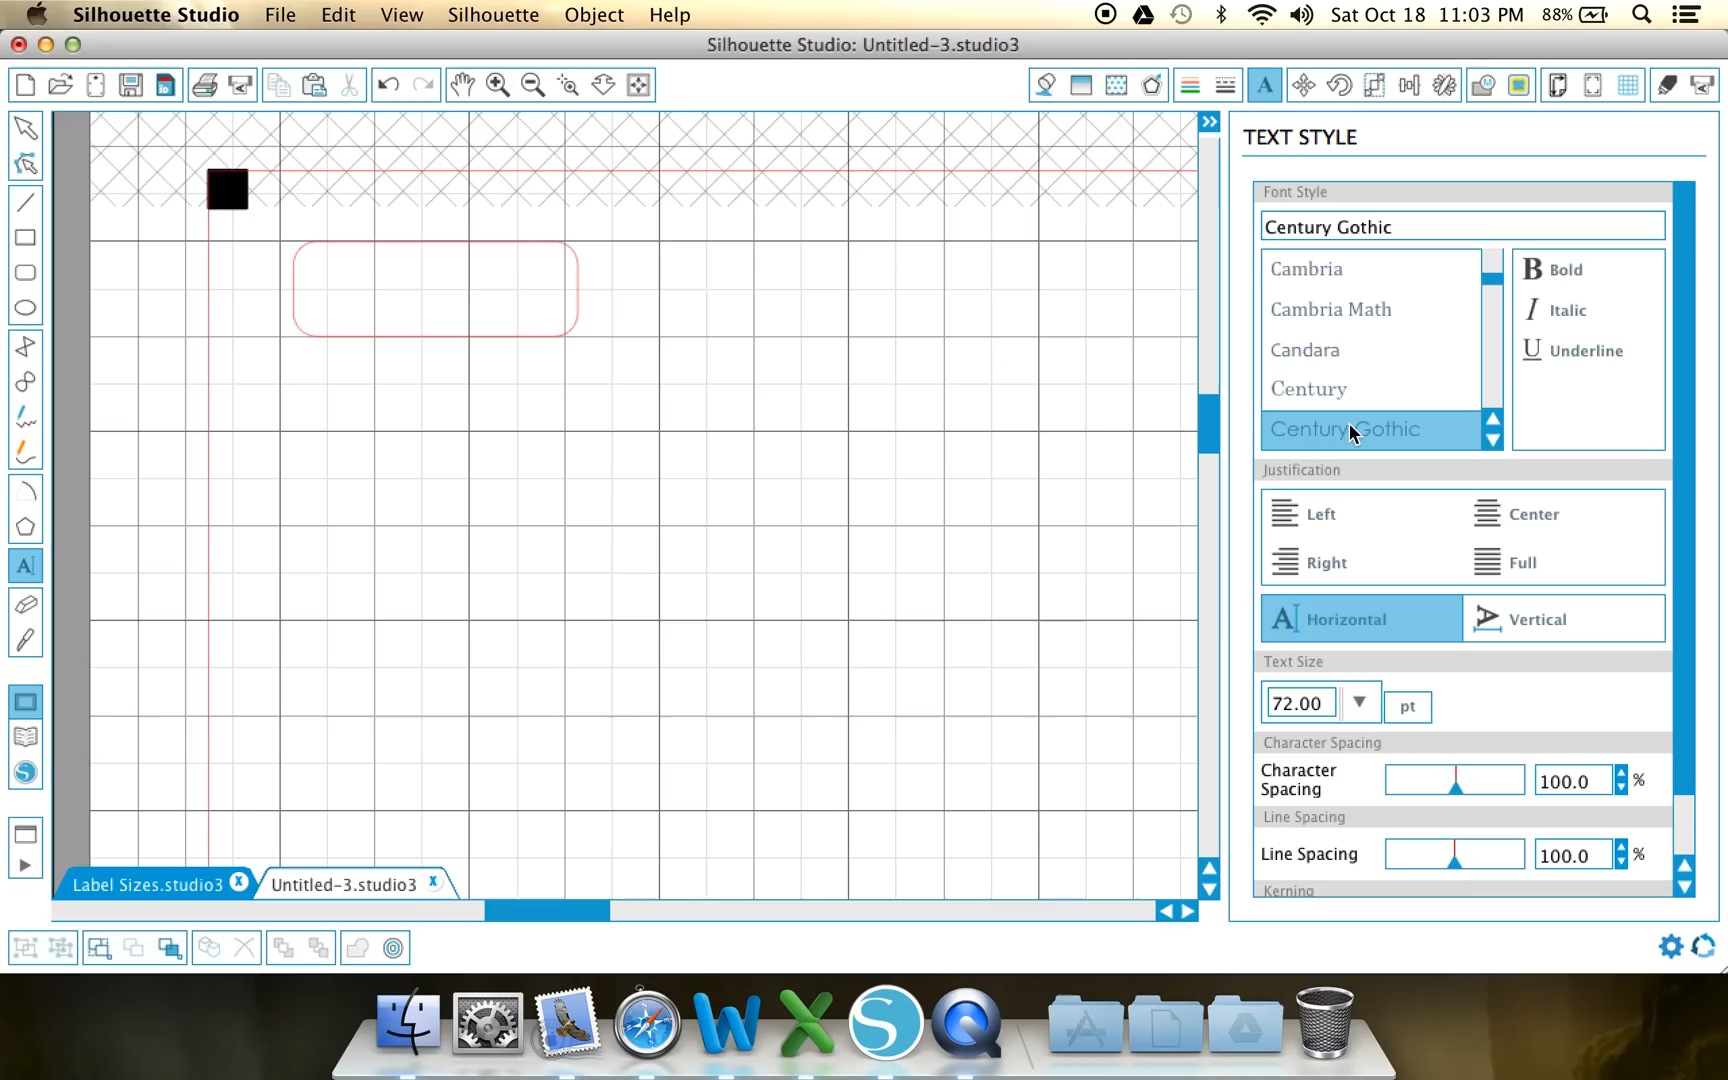 Silhouette Studio File Edit View Silhouette Object Help Sat Oct 18 11:03 PM 88%
Silhouette Studio: Untitled-3.studio3
TEXT STYLE
Font Style
Century Gothic
Cambria
Cambria Math
Candara
Century
Century Gothic
B Bold
I Italic
U Underline
Justification
Left
Center
Right
Full
A Horizontal
A Vertical
Text Size
72.00
pt
Character Spacing
Character
Spacing
100.0 %
Line Spacing
Line Spacing
100.0 %
Kerning
Label Sizes.studio3 x
Untitled-3.studio3 x